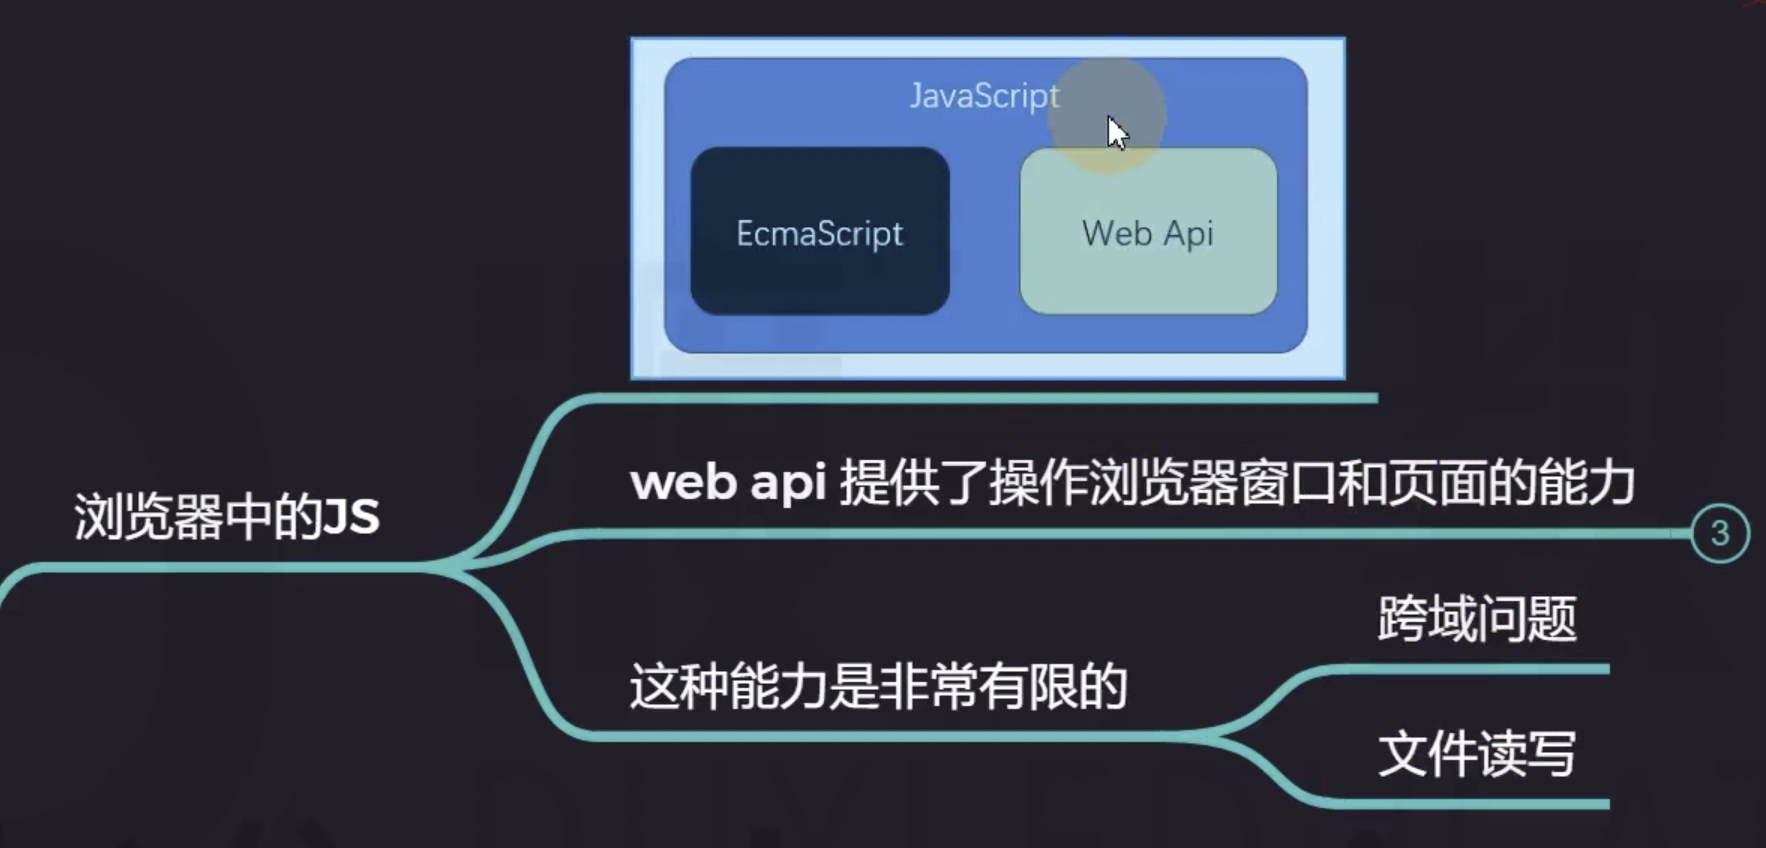 JavaScript
EcmaScript
Web Api
web api 提供了操作浏览器窗口和页面的能力
3
浏览器中的JS
跨域问题
这种能力是非常有限的
文件读写